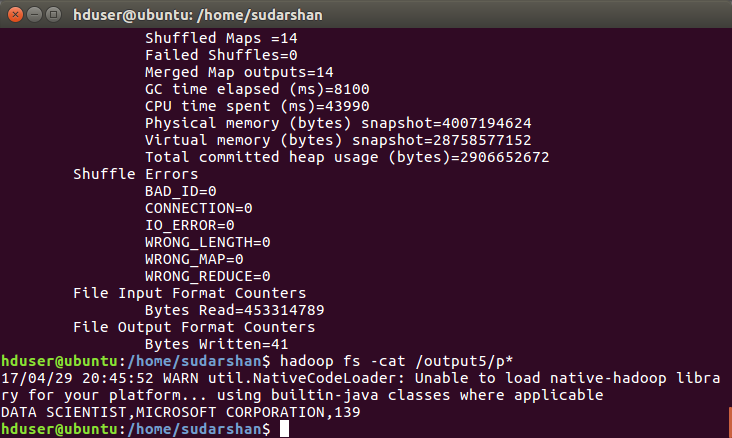 hduser@ubuntu: /home/sudarshan
Shuffled Maps =14
Failed Shuffles=0
Merged Map outputs=14
GC time elapsed (ms)=8100
CPU time spent (ms)=43990
Physical memory (bytes) snapshot=4007194624
Virtual memory (bytes) snapshot=28758577152
Total committed heap usage (bytes)=2906652672
Shuffle Errors
BAD_ID=0
CONNECTION=0
IO_ERROR=0
WRONG_LENGTH=0
WRONG_MAP=0
WRONG_REDUCE=0
File Input Format Counters
Bytes Read=453314789
File Output Format Counters
Bytes Written=41
hduser@ubuntu:/home/sudarshan$ hadoop fs -cat /output5/p*
17/04/29 20:45:52 WARN util.NativeCodeLoader: Unable to load native-hadoop libra
ry for your platform... using builtin-java classes where applicable
DATA SCIENTIST,MICROSOFT CORPORATION,139
hduser@ubuntu:/home/sudarshan$